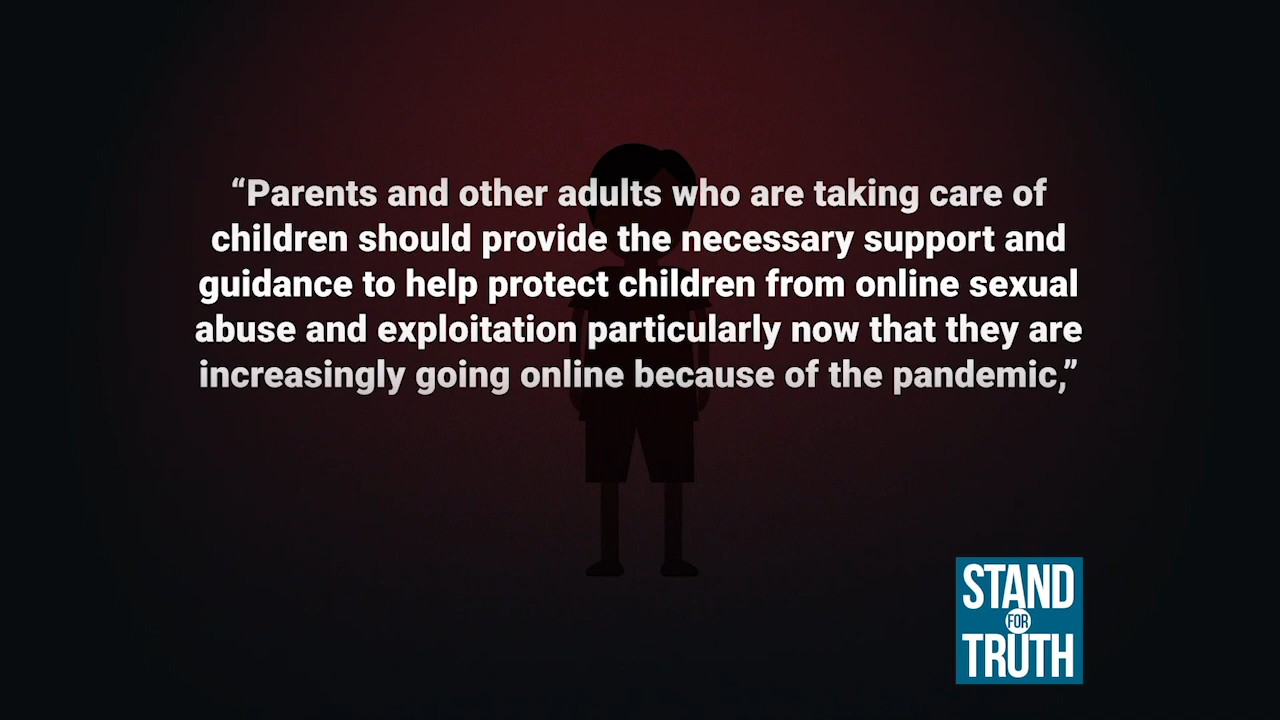 “Parents and other adults who are taking care of
children should provide the necessary support and
guidance to help protect children from online sexual
abuse and exploitation particularly now that they are
increasingly going online because of the pandemic,”
STAND
FOR
TRUTH